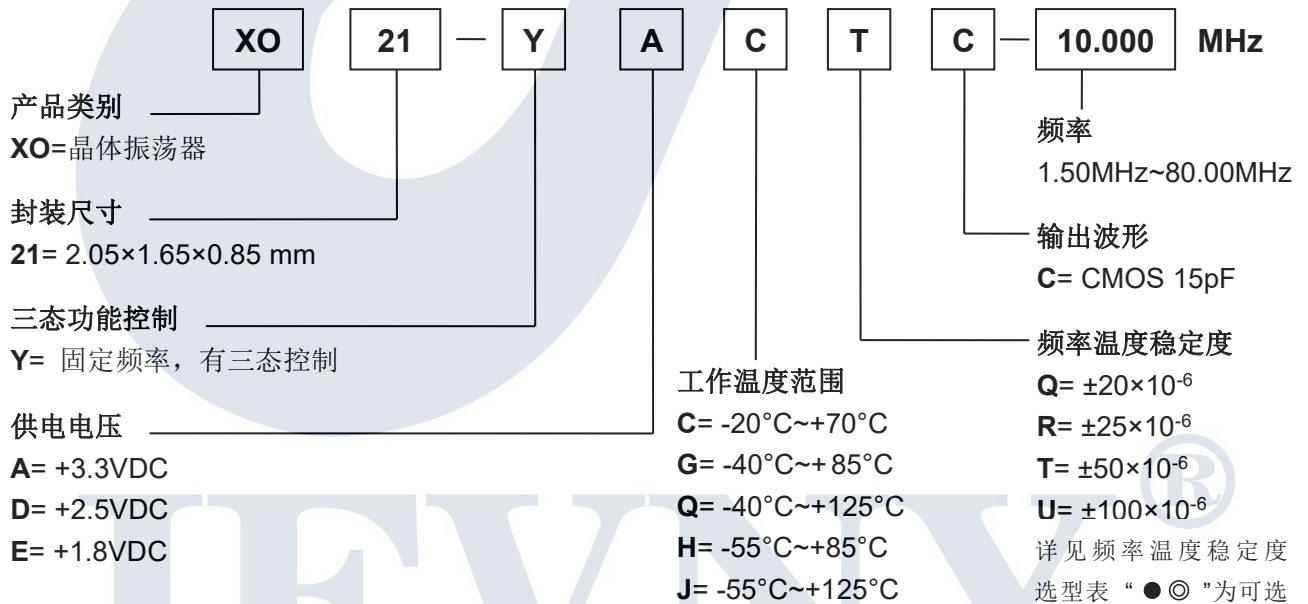 XO 21 — Y A C T C — 10.000 MHz
产品类别
XO=晶体振荡器
封装尺寸
21= 2.05×1.65×0.85 mm
三态功能控制
Y= 固定频率，有三态控制
供电电压
A= +3.3VDC
D= +2.5VDC
E= +1.8VDC
工作温度范围
C= -20°C~+70°C
G= -40°C~+85°C
Q= -40°C~+125°C
H= -55°C~+85°C
J= -55°C~+125°C
频率
1.50MHz~80.00MHz
输出波形
C= CMOS 15pF
频率温度稳定度
Q= ±20×10-6
R= ±25×10-6
T= ±50×10-6
U= ±100×10-6
详见频率温度稳定度
选型表 “ ●◎ ”为可选
®